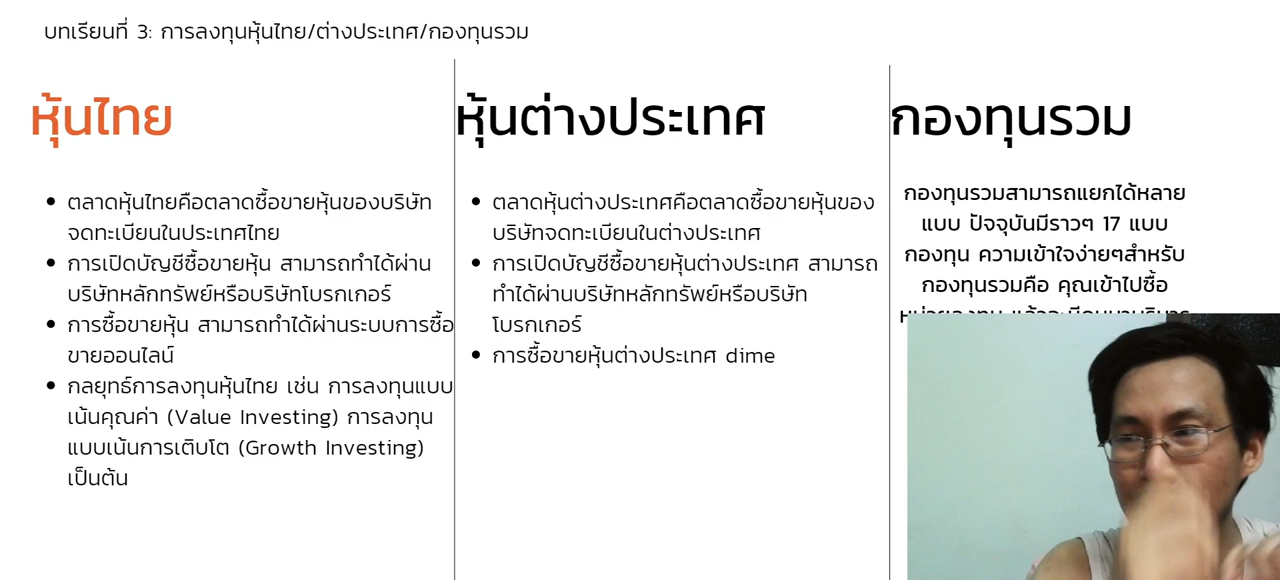 บทเรียนที่ 3: การลงทุนหุ้นไทย/ต่างประเทศ/กองทุนรวม
หุ้นไทย
ตลาดหุ้นไทยคือตลาดซื้อขายหุ้นของบริษัท
จดทะเบียนในประเทศไทย
การเปิดบัญชีซื้อขายหุ้น สามารถทำได้ผ่าน
บริษัทหลักทรัพย์หรือบริษัทโบรกเกอร์
การซื้อขายหุ้น สามารถทำได้ผ่านระบบการซื้อ
ขายออนไลน์
กลยุทธ์การลงทุนหุ้นไทย เช่น การลงทุนแบบ
เน้นคุณค่า (Value Investing) การลงทุน
แบบเน้นการเติบโต (Growth Investing)
เป็นต้น
หุ้นต่างประเทศ
ตลาดหุ้นต่างประเทศคือตลาดซื้อขายหุ้นของ
บริษัทจดทะเบียนในต่างประเทศ
การเปิดบัญชีซื้อขายหุ้นต่างประเทศ สามารถ
ทำได้ผ่านบริษัทหลักทรัพย์หรือบริษัท
โบรกเกอร์
การซื้อขายหุ้นต่างประเทศ dime
กองทุนรวม
กองทุนรวมสามารถแยกได้หลาย
แบบ ปัจจุบันมีราวๆ 17 แบบ
กองทุน ความเข้าใจง่ายๆสำหรับ
กองทุนรวมคือ คุณเข้าไปซื้อ